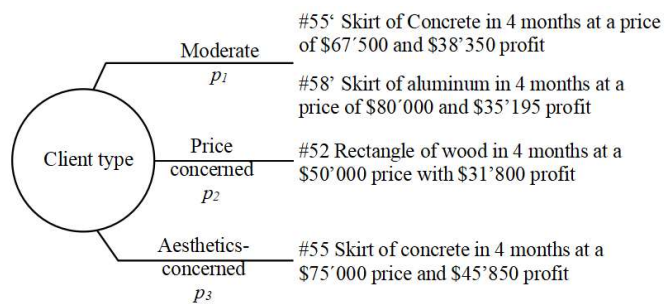 #55‘ Skirt of Concrete in 4 months at a price
of $67´500 and $38’350 profit
Moderate
p1
#58’ Skirt of aluminum in 4 months at a
price of $80´000 and $35’195 profit
Client type
Price
concerned
p2
#52 Rectangle of wood in 4 months at a
$50’000 price with $31’800 profit
Aesthetics-
concerned
p3
#55 Skirt of concrete in 4 months at a
$75’000 price and $45’850 profit